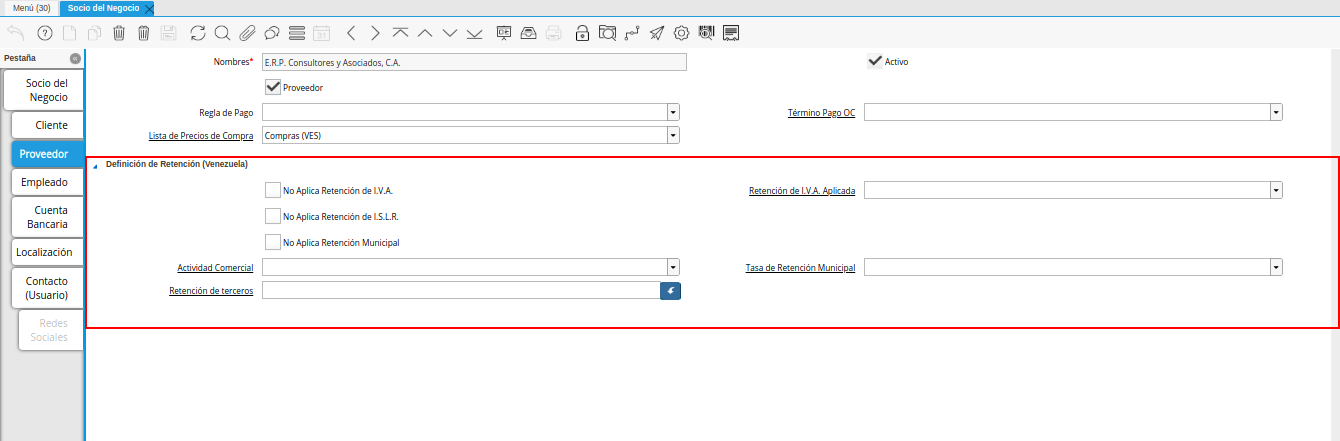 Menú (30)
Socio del Negocio
31
Pestaña
Socio del
Negocio
Cliente
Proveedor
Empleado
Cuenta
Bancaria
Localización
Contacto
(Usuario)
Redes
Sociales
Nombres* E.R.P. Consultores y Asociados, C.A. Activo
Proveedor
Regla de Pago Término Pago OC
Lista de Precios de Compra Compras (VES)
Definición de Retención (Venezuela)
No Aplica Retención de I.V.A. Retención de I.V.A. Aplicada
No Aplica Retención de I.S.L.R.
No Aplica Retención Municipal
Actividad Comercial Tasa de Retención Municipal
Retención de terceros